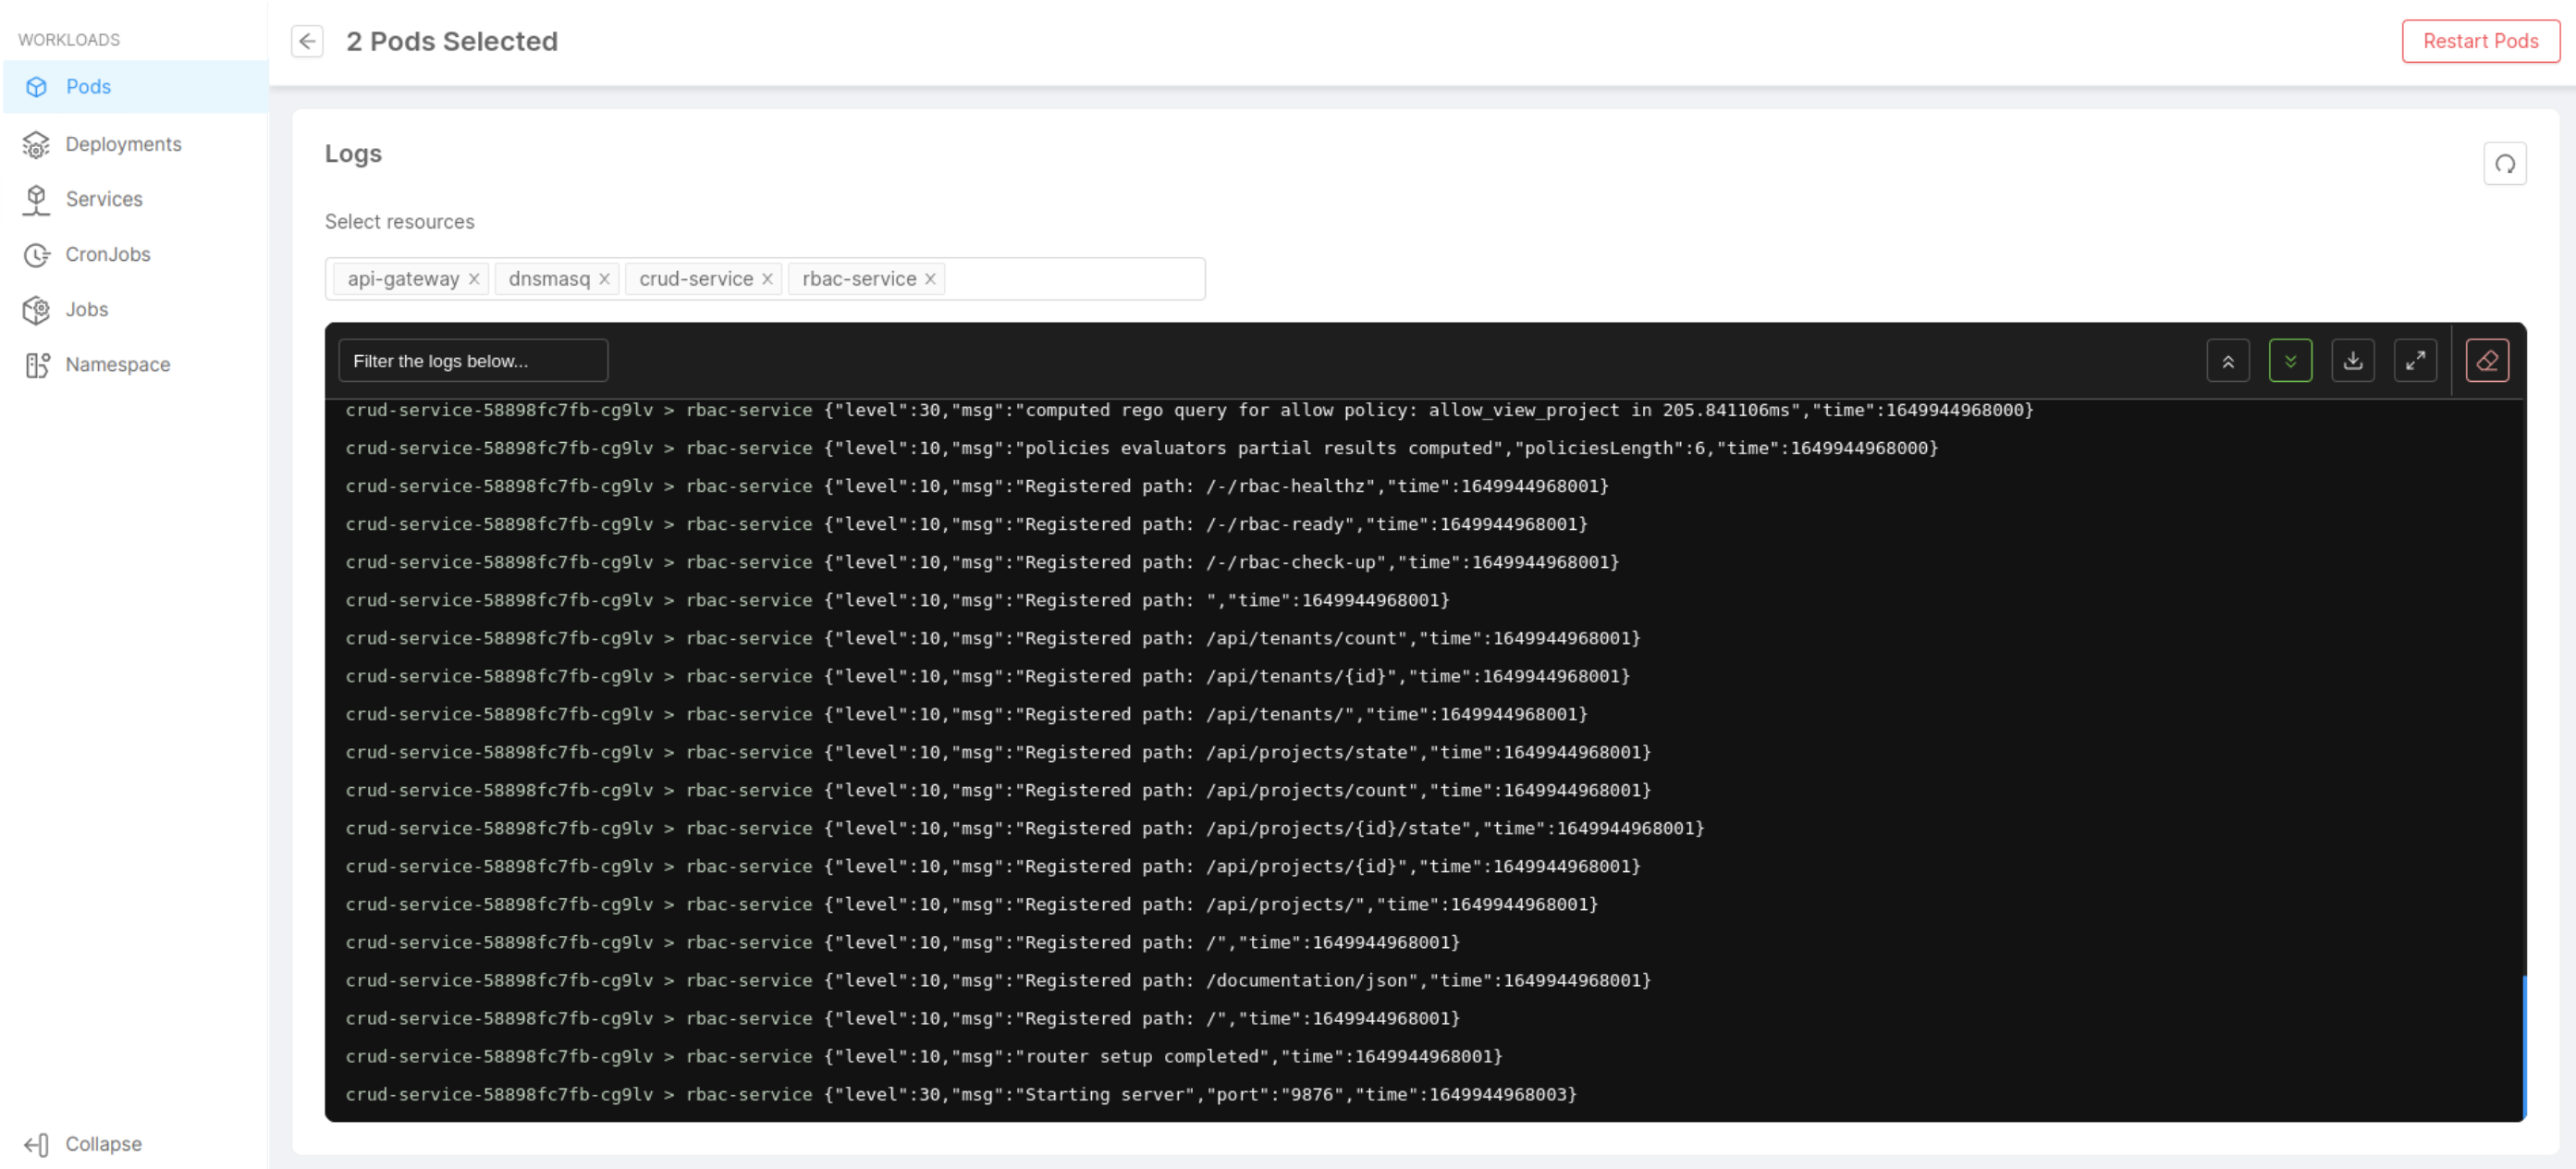 WORKLOADS
Pods
Deployments
Services
CronJobs
Jobs
Namespace
Collapse
2 Pods Selected
Restart Pods
Logs
Select resources
api-gateway × dnsmasq × crud-service × rbac-service ×
Filter the logs below...
crud-service-58898fc7fb-cg9lv > rbac-service {"level":30,"msg":"computed rego query for allow policy: allow_view_project in 205.841106ms","time":1649944968000}
crud-service-58898fc7fb-cg9lv > rbac-service {"level":10,"msg":"policies evaluators partial results computed","policiesLength":6,"time":1649944968000}
crud-service-58898fc7fb-cg9lv > rbac-service {"level":10,"msg":"Registered path: /-/rbac-healthz","time":1649944968001}
crud-service-58898fc7fb-cg9lv > rbac-service {"level":10,"msg":"Registered path: /-/rbac-ready","time":1649944968001}
crud-service-58898fc7fb-cg9lv > rbac-service {"level":10,"msg":"Registered path: /-/rbac-check-up","time":1649944968001}
crud-service-58898fc7fb-cg9lv > rbac-service {"level":10,"msg":"Registered path: ","time":1649944968001}
crud-service-58898fc7fb-cg9lv > rbac-service {"level":10,"msg":"Registered path: /api/tenants/count","time":1649944968001}
crud-service-58898fc7fb-cg9lv > rbac-service {"level":10,"msg":"Registered path: /api/tenants/{id}","time":1649944968001}
crud-service-58898fc7fb-cg9lv > rbac-service {"level":10,"msg":"Registered path: /api/tenants/","time":1649944968001}
crud-service-58898fc7fb-cg9lv > rbac-service {"level":10,"msg":"Registered path: /api/projects/state","time":1649944968001}
crud-service-58898fc7fb-cg9lv > rbac-service {"level":10,"msg":"Registered path: /api/projects/count","time":1649944968001}
crud-service-58898fc7fb-cg9lv > rbac-service {"level":10,"msg":"Registered path: /api/projects/{id}/state","time":1649944968001}
crud-service-58898fc7fb-cg9lv > rbac-service {"level":10,"msg":"Registered path: /api/projects/{id}","time":1649944968001}
crud-service-58898fc7fb-cg9lv > rbac-service {"level":10,"msg":"Registered path: /api/projects/","time":1649944968001}
crud-service-58898fc7fb-cg9lv > rbac-service {"level":10,"msg":"Registered path: /","time":1649944968001}
crud-service-58898fc7fb-cg9lv > rbac-service {"level":10,"msg":"Registered path: /documentation/json","time":1649944968001}
crud-service-58898fc7fb-cg9lv > rbac-service {"level":10,"msg":"Registered path: /","time":1649944968001}
crud-service-58898fc7fb-cg9lv > rbac-service {"level":10,"msg":"router setup completed","time":1649944968001}
crud-service-58898fc7fb-cg9lv > rbac-service {"level":30,"msg":"Starting server","port":"9876","time":1649944968003}